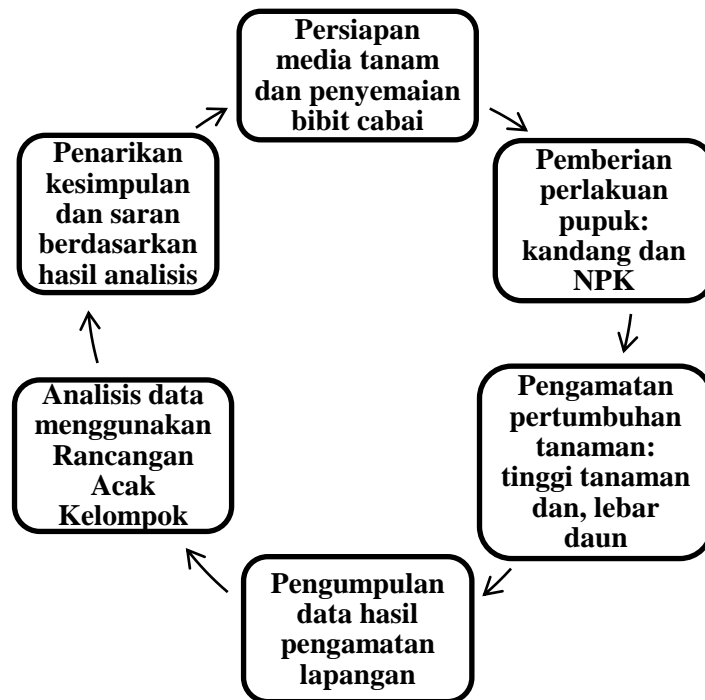 Persiapan
media tanam
dan penyemaian
bibit cabai
Pemberian
perlakuan
pupuk:
kandang dan
NPK
Pengamatan
pertumbuhan
tanaman:
tinggi tanaman
dan, lebar
daun
Pengumpulan
data hasil
pengamatan
lapangan
Analisis data
menggunakan
Rancangan
Acak
Kelompok
Penarikan
kesimpulan
dan saran
berdasarkan
hasil analisis